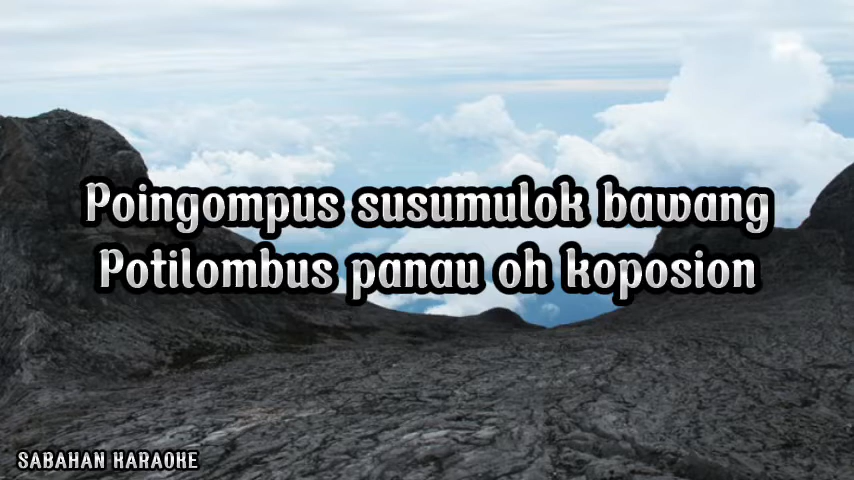 Poingompus susumulok bawang
Potilombus panau oh koposion
SABAHAN KARAOKE